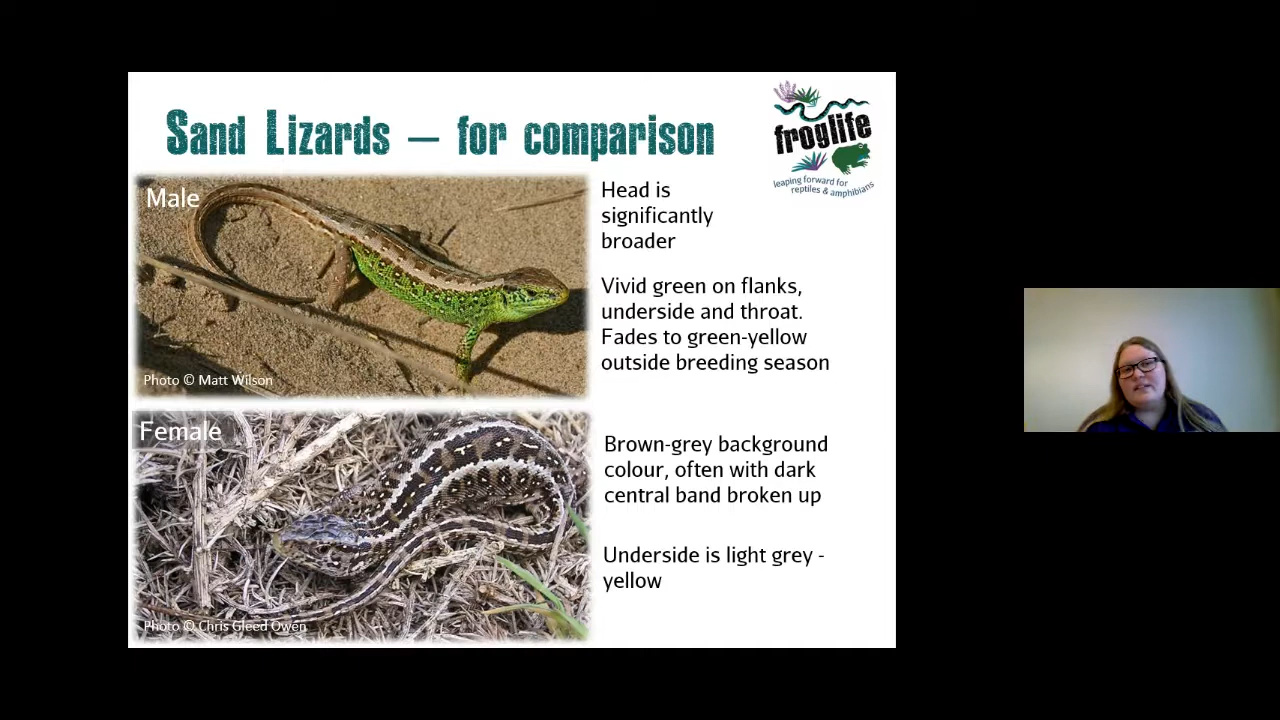 Sand Lizards – for comparison
froglife
leaping forward for
reptiles & amphibians
Male
Head is
significantly
broader
Vivid green on flanks,
underside and throat.
Fades to green-yellow
outside breeding season
Photo © Matt Wilson
Female
Brown-grey background
colour, often with dark
central band broken up
Underside is light grey -
yellow
Photo © Chris Gleed Owen